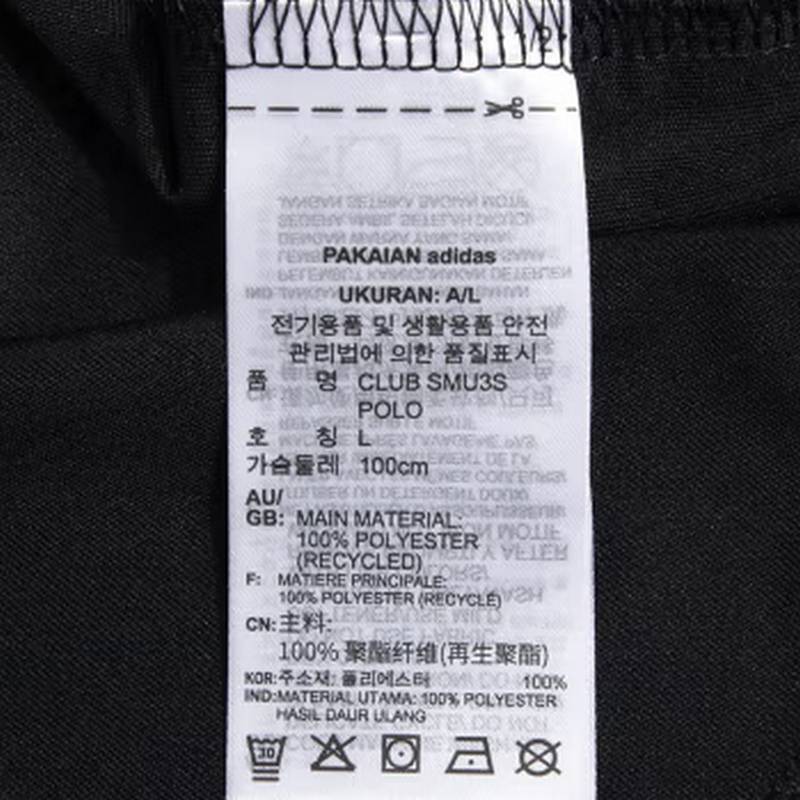 1/2
PAKAIAN adidas
UKURAN: A/L
전기용품 및 생활용품 안전
관리법에 의한 품질표시
품 명 CLUB SMU3S
POLO
호 칭 L
가슴둘레 100cm
AU/
GB: MAIN MATERIAL:
100% POLYESTER
(RECYCLED)
F: MATIERE PRINCIPALE:
100% POLYESTER (RECYCLÉ)
CN: 主料:
100% 聚酯纤维(再生聚酯)
KOR: 주소재: 폴리에스터 100%
IND: MATERIAL UTAMA: 100% POLYESTER
HASIL DAUR ULANG
30